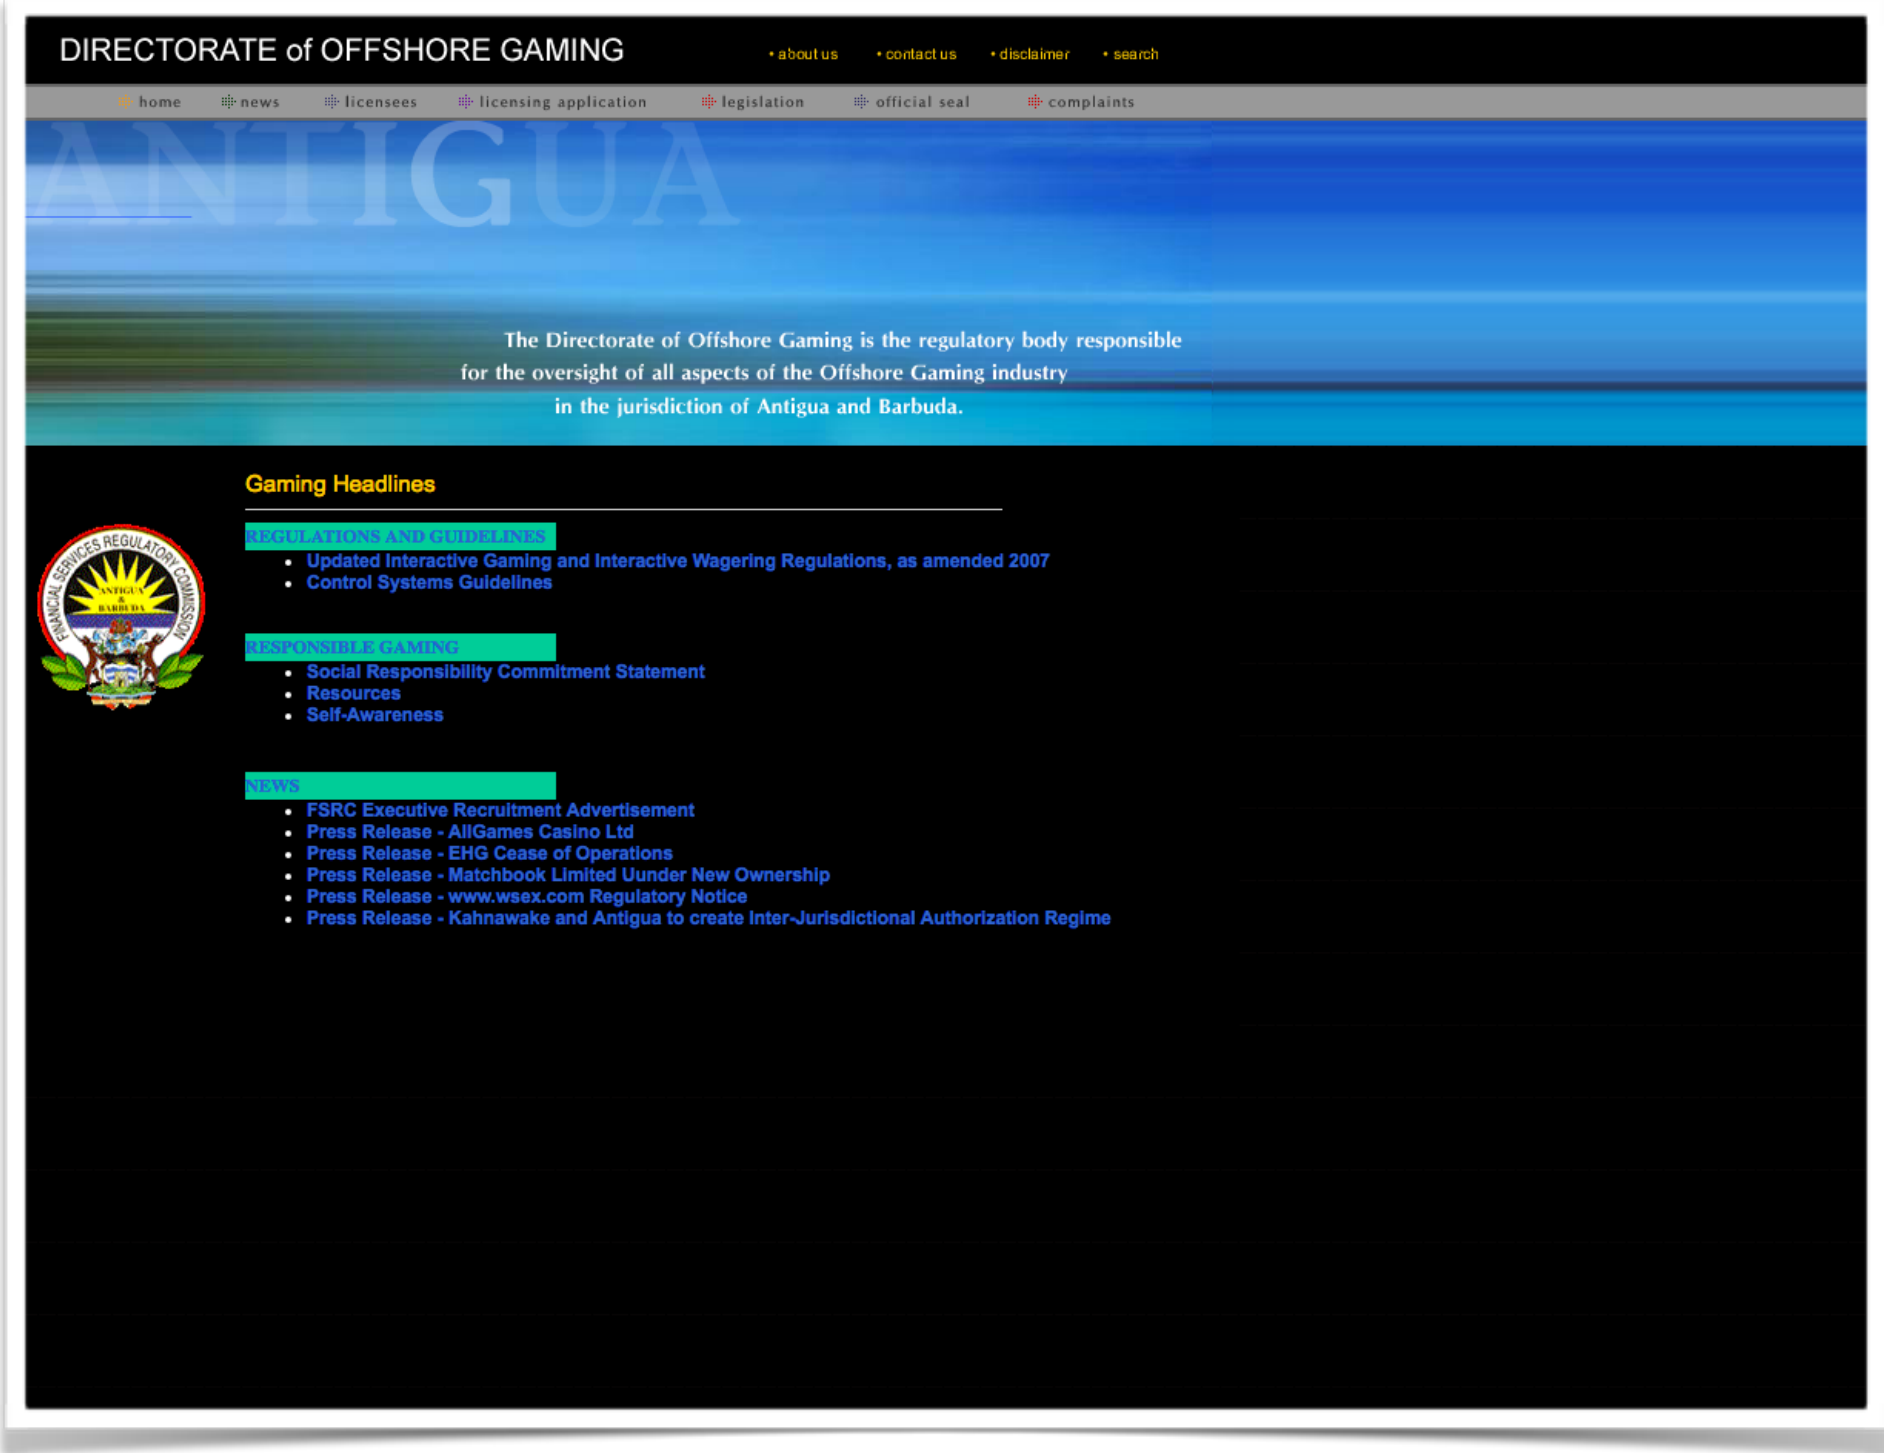 DIRECTORATE of OFFSHORE GAMING
• about us • contact us • disclaimer • search
home news licensees licensing application legislation official seal complaints
ANTIGUA
The Directorate of Offshore Gaming is the regulatory body responsible
for the oversight of all aspects of the Offshore Gaming industry
in the jurisdiction of Antigua and Barbuda.
Gaming Headlines
FINANCIAL SERVICES REGULATORY COMMISSION
ANTIGUA
&
BARBUDA
REGULATIONS AND GUIDELINES
• Updated Interactive Gaming and Interactive Wagering Regulations, as amended 2007
• Control Systems Guidelines
RESPONSIBLE GAMING
• Social Responsibility Commitment Statement
• Resources
• Self-Awareness
NEWS
• FSRC Executive Recruitment Advertisement
• Press Release - AllGames Casino Ltd
• Press Release - EHG Cease of Operations
• Press Release - Matchbook Limited Uunder New Ownership
• Press Release - www.wsex.com Regulatory Notice
• Press Release - Kahnawake and Antigua to create Inter-Jurisdictional Authorization Regime